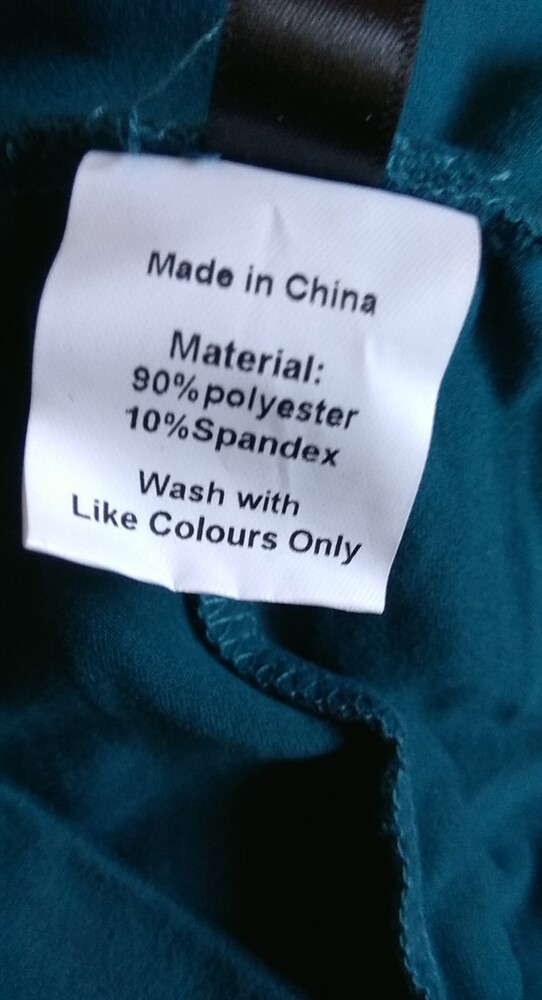 Made in China
Material:
90%polyester
10%Spandex
Wash with
Like Colours Only